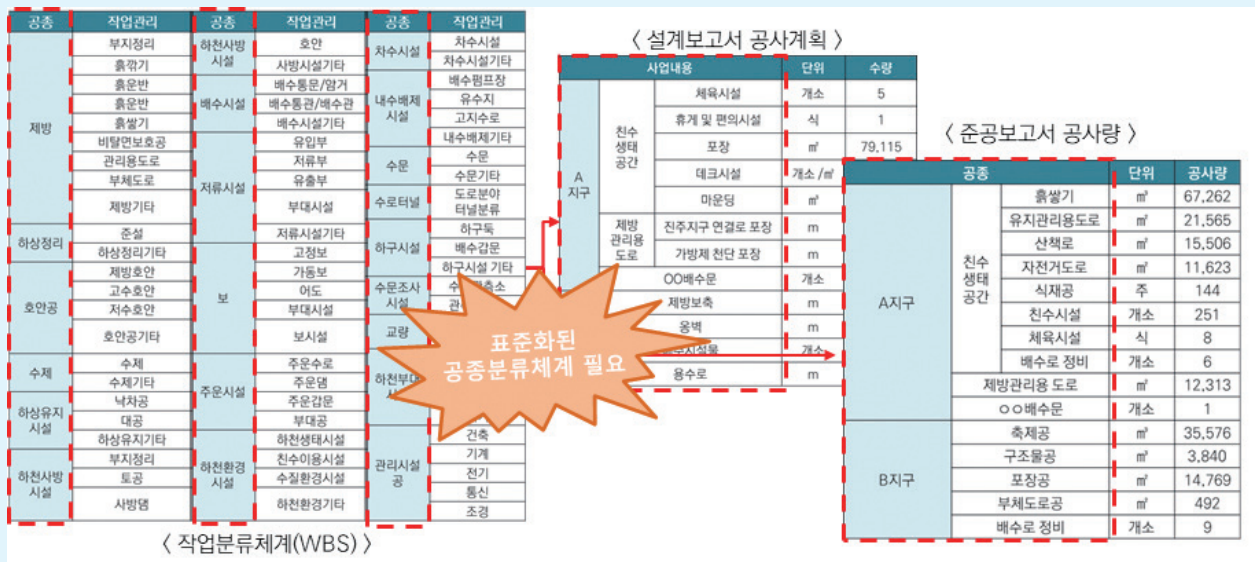 공종 작업관리 공종 작업관리 공종 작업관리
제방
부지정리
흙깎기
흙운반
흙운반
흙쌓기
비탈면보호공
관리용도로
부체도로
제방기타
하상정리
준설
하상정리기타
호안공
제방호안
고수호안
저수호안
호안공기타
수제
수제
수제기타
하상유지
시설
낙차공
대공
하상유지기타
하천사방
시설
부지정리
토공
사방댐
하천사방
시설
호안
사방시설기타
배수시설
배수통문/암거
배수통관/배수관
배수시설기타
저류시설
유입부
저류부
유출부
부대시설
저류시설기타
보
고정보
가동보
어도
부대시설
보시설
주운시설
주운수로
주운댐
주운갑문
부대공
하천환경
시설
하천생태시설
친수이용시설
수질환경시설
하천환경기타
차수시설
차수시설
차수시설기타
내수배제
시설
배수펌프장
유수지
고지수로
내수배제기타
수문
수문
수문기타
수로터널
도로분야
터널분류
하구시설
하구둑
배수갑문
하구시설 기타
수문조사
시설
교량
하천부대
관리시설
공
건축
기계
전기
통신
조경
〈 작업분류체계(WBS) 〉
표준화된
공종분류체계 필요
〈 설계보고서 공사계획 〉
사업내용 단위 수량
A
지구
친수
생태
공간
체육시설 개소 5
휴게 및 편의시설 식 1
포장 ㎡ 79,115
데크시설 개소 /㎡
마운딩 ㎡
제방
관리용
도로
진주지구 연결로 포장 m
가방제 천단 포장 m
OO배수문 개소
제방보축 m
옹벽 m
개소
용수로 m
〈 준공보고서 공사량 〉
공종 단위 공사량
A지구
친수
생태
공간
흙쌓기 ㎥ 67,262
유지관리용도로 ㎡ 21,565
산책로 ㎡ 15,506
자전거도로 ㎡ 11,623
식재공 주 144
친수시설 개소 251
체육시설 식 8
배수로 정비 개소 6
제방관리용 도로 ㎡ 12,313
○○배수문 개소 1
B지구
축제공 ㎥ 35,576
구조물공 ㎥ 3,840
포장공 ㎡ 14,769
부체도로공 ㎡ 492
배수로 정비 개소 9